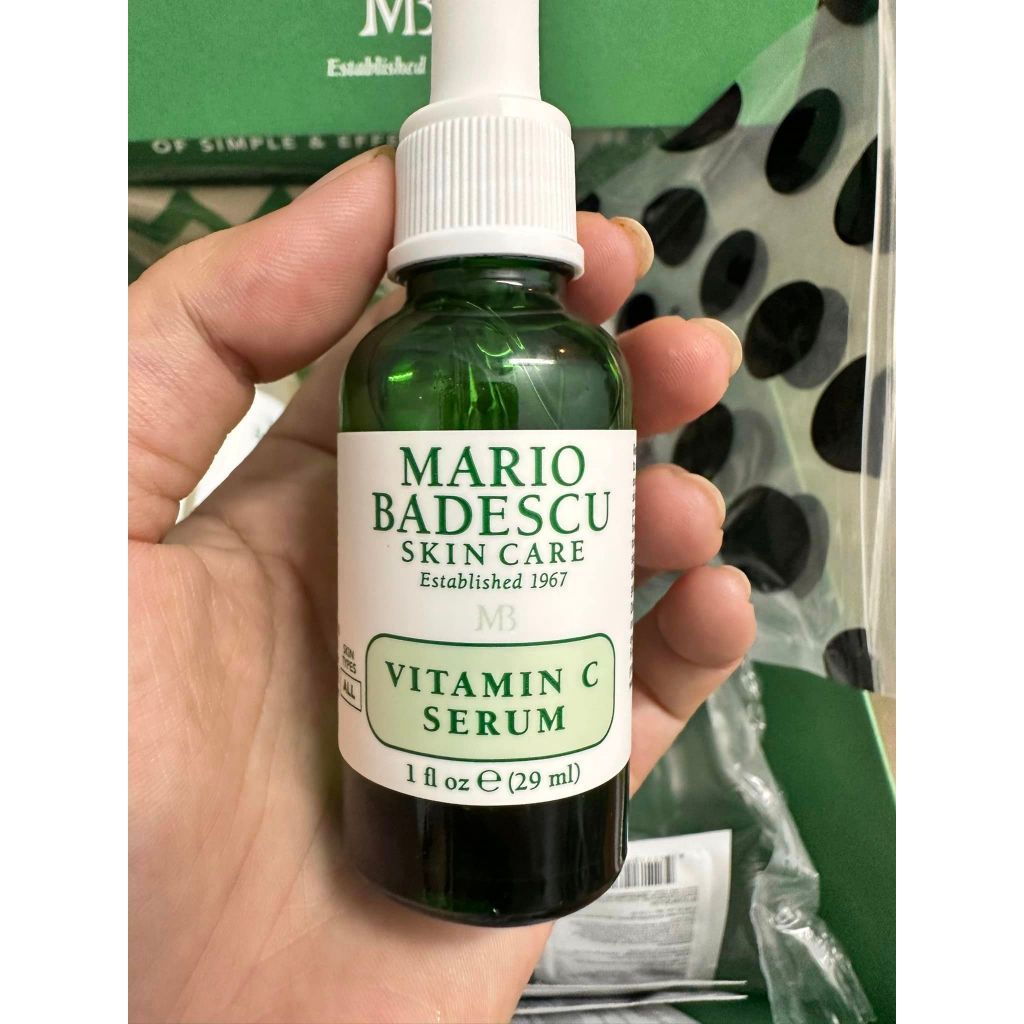 MB
Established
OF SIMPLE & EFFE
MARIO
BADESCU
SKIN CARE
Established 1967
MB
SKIN
TYPES
ALL
VITAMIN C
SERUM
1 fl oz ℮ (29 ml)